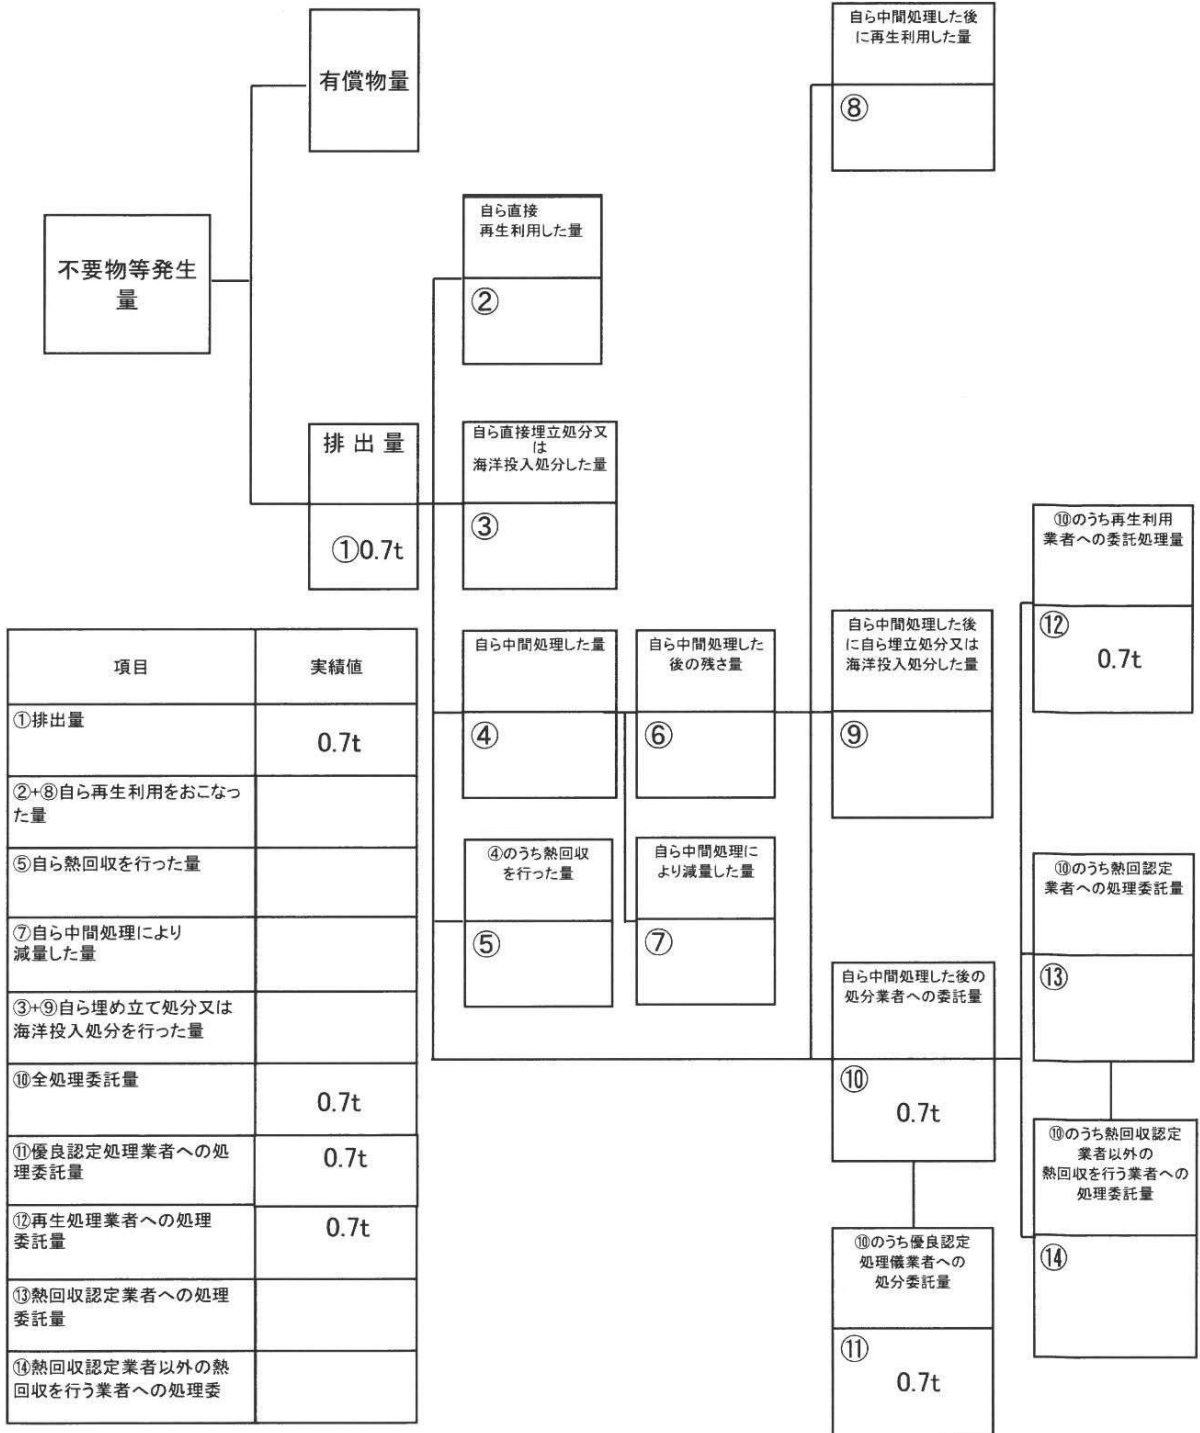 有償物量
不要物等発生
量
排 出 量
①0.7t
自ら直接
再生利用した量
②
自ら直接埋立処分又
は
海洋投入処分した量
③
自ら中間処理した量
④
④のうち熱回収
を行った量
⑤
自ら中間処理した
後の残さ量
⑥
自ら中間処理に
より減量した量
⑦
自ら中間処理した後
に再生利用した量
⑧
自ら中間処理した後
に自ら埋立処分又は
海洋投入処分した量
⑨
自ら中間処理した後の
処分業者への委託量
⑩
0.7t
⑩のうち優良認定
処理儀業者への
処分委託量
⑪
0.7t
⑩のうち再生利用
業者への委託処理量
⑫
0.7t
⑩のうち熱回認定
業者への処理委託量
⑬
⑩のうち熱回収認定
業者以外の
熱回収を行う業者への
処理委託量
⑭
項目
実績値
①排出量
0.7t
②+⑧自ら再生利用をおこなっ
た量
⑤自ら熱回収を行った量
⑦自ら中間処理により
減量した量
③+⑨自ら埋め立て処分又は
海洋投入処分を行った量
⑩全処理委託量
0.7t
⑪優良認定処理業者への処
理委託量
0.7t
⑫再生処理業者への処理
委託量
0.7t
⑬熱回収認定業者への処理
委託量
⑭熱回収認定業者以外の熱
回収を行う業者への処理委